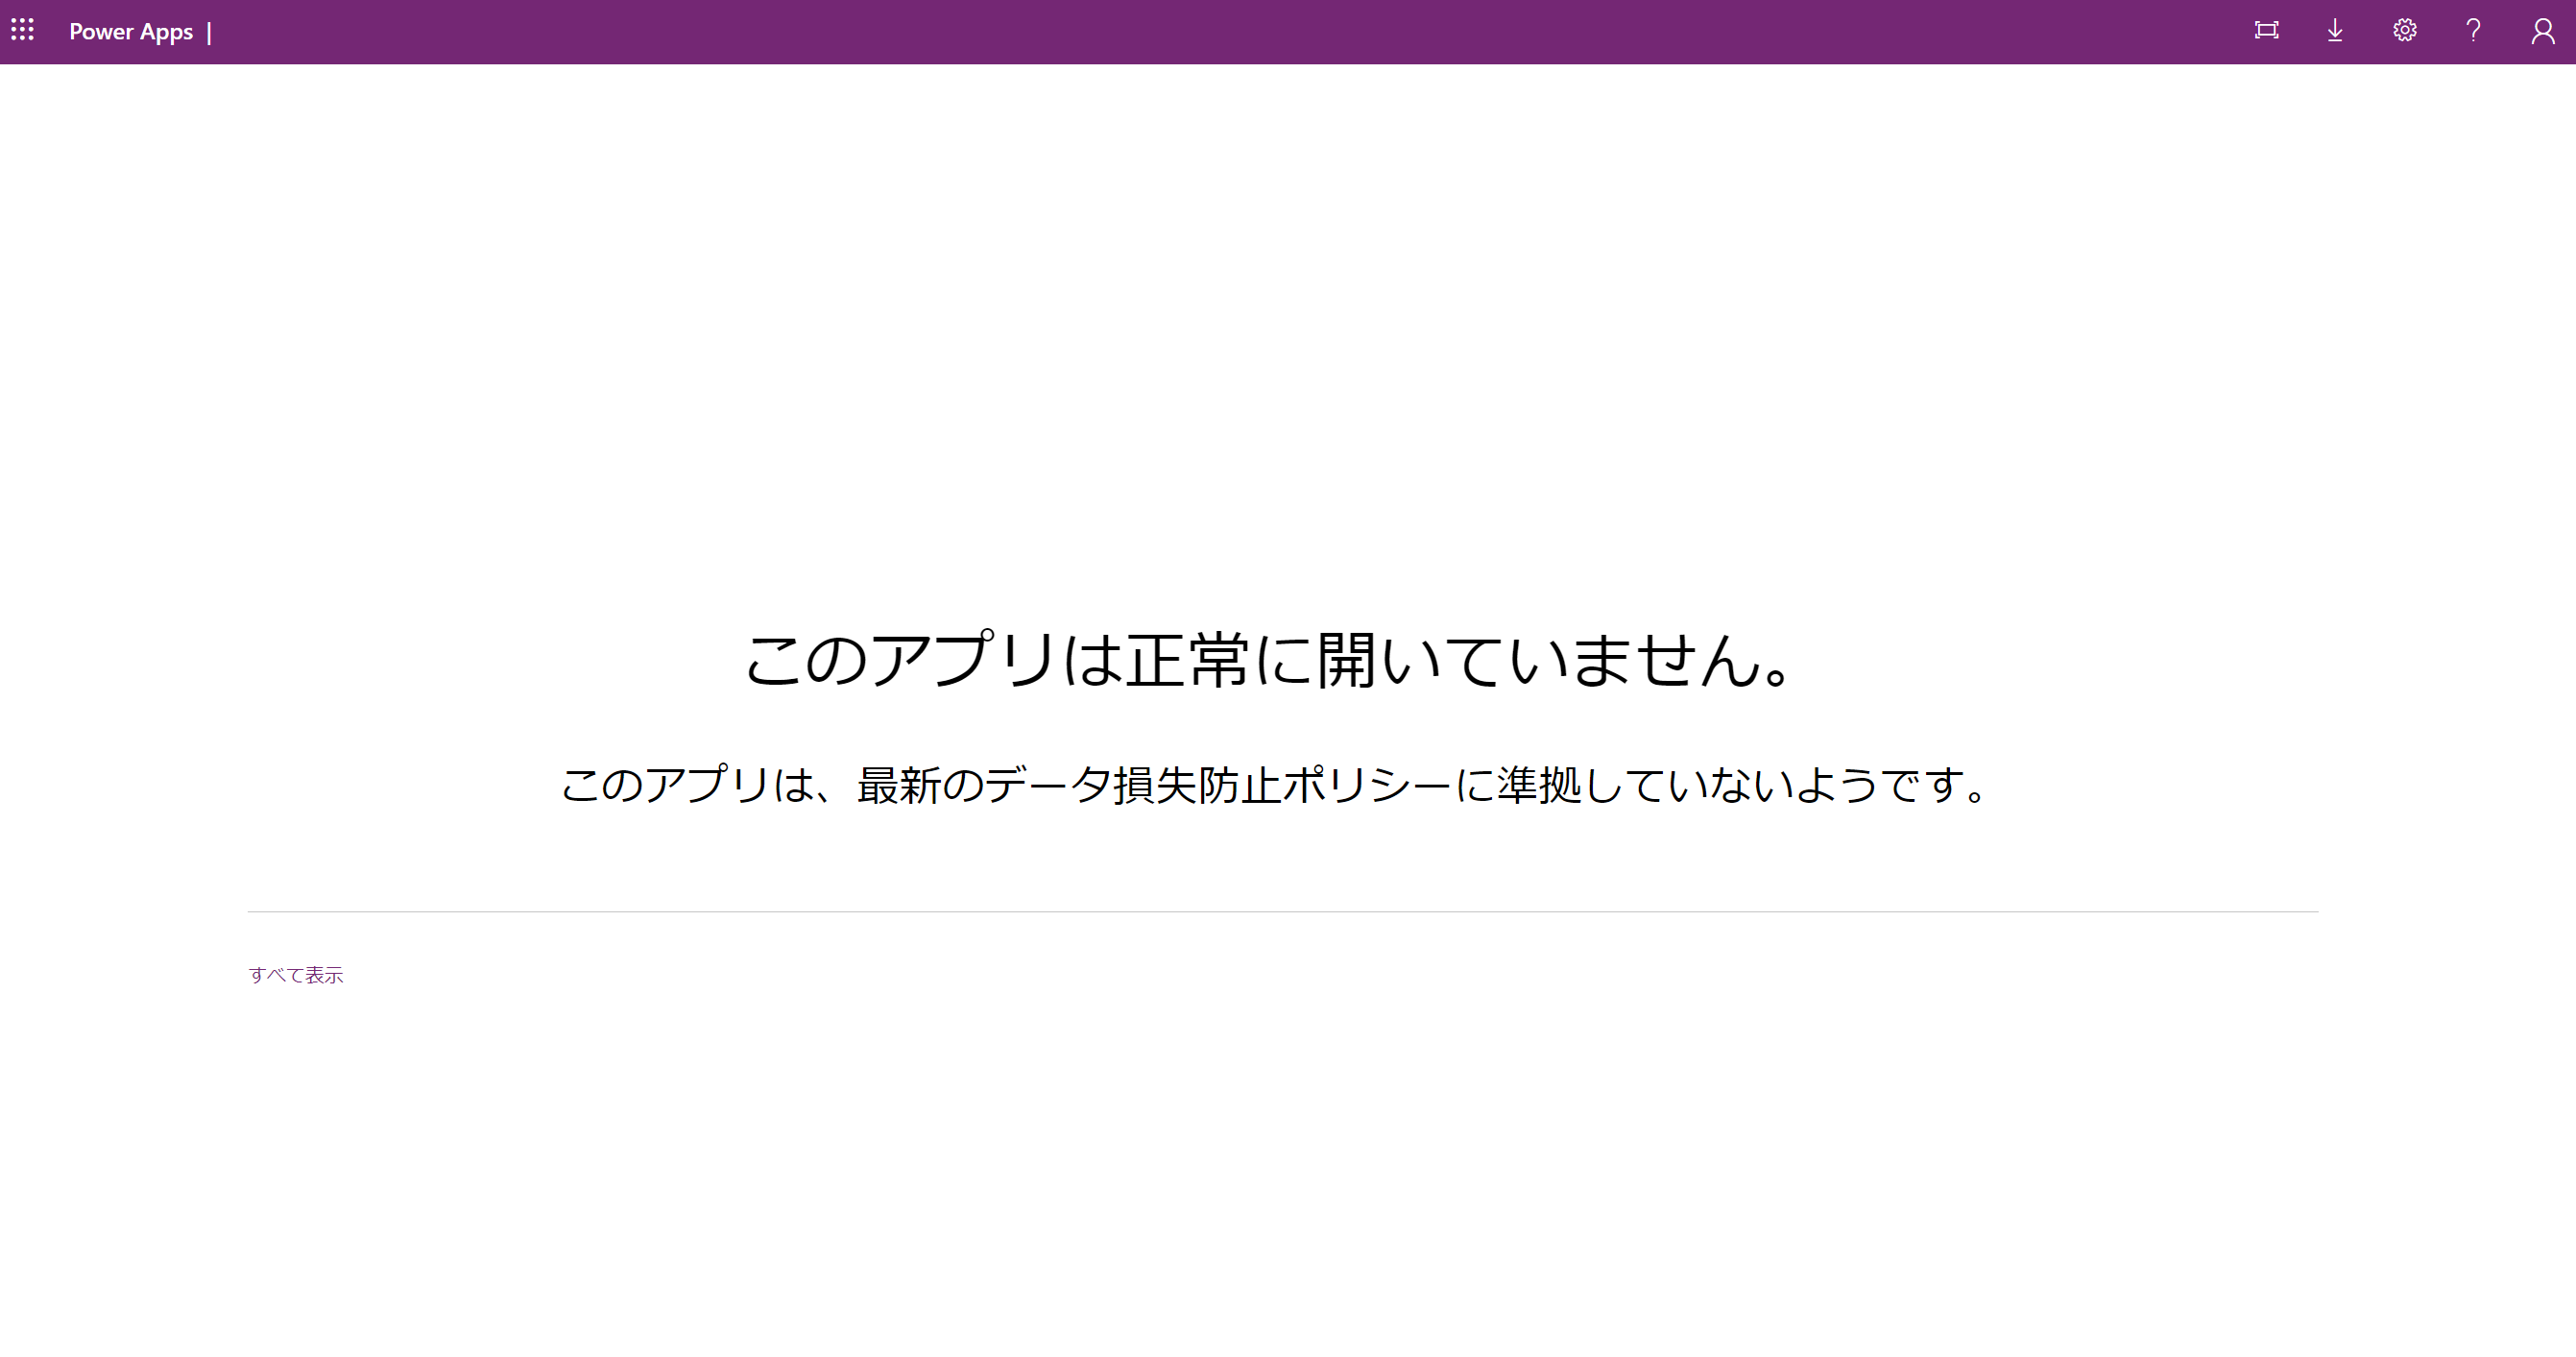 Power Apps |
このアプリは正常に開いていません。
このアプリは、最新のデータ損失防止ポリシーに準拠していないようです。
すべて表示